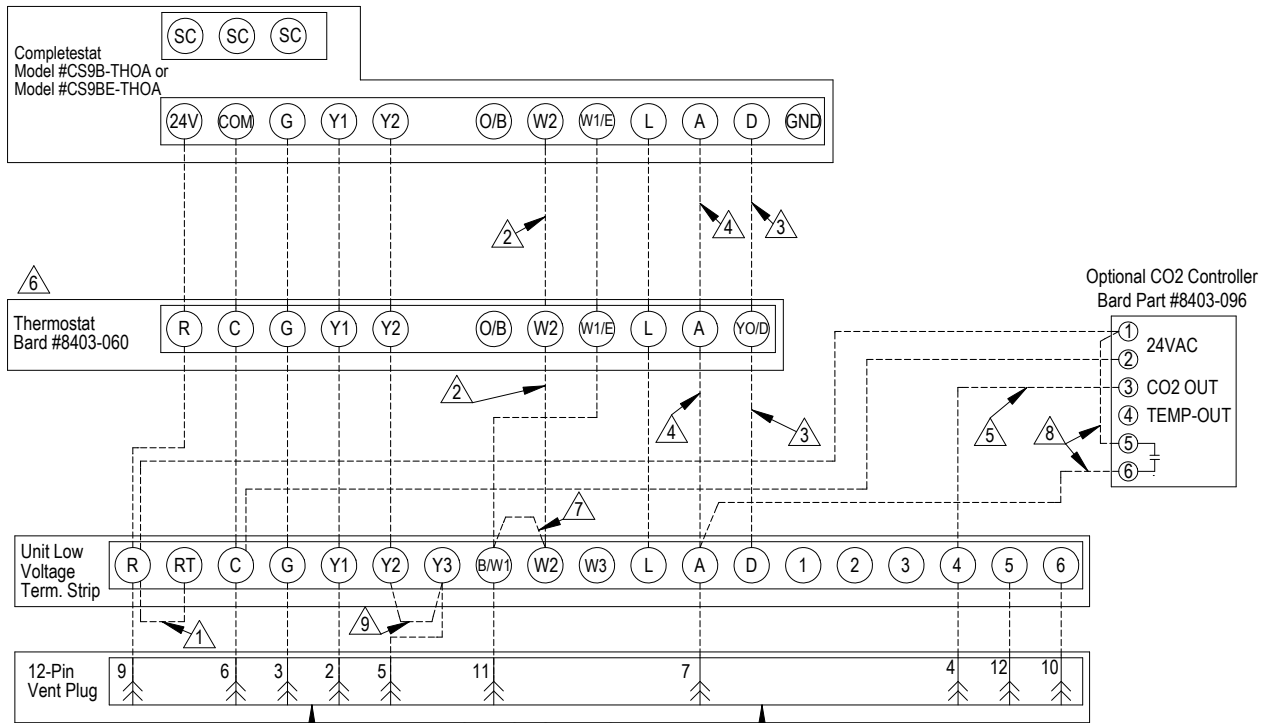 SC SC SC
Completestat
Model #CS9B-THOA or
Model #CS9BE-THOA
24V COM G Y1 Y2 O/B W2 W1/E L A D GND
2 4 3
6
Optional CO2 Controller
Bard Part #8403-096
Thermostat
Bard #8403-060
R C G Y1 Y2 O/B W2 W1/E L A YO/D
1 24VAC
2
3 CO2 OUT
4 TEMP-OUT
5
6
2 4 3 5 8
7
Unit Low
Voltage
Term. Strip
R RT C G Y1 Y2 Y3 B/W1 W2 W3 L A D 1 2 3 4 5 6
1 9
12-Pin
Vent Plug
9 6 3 2 5 11 7 4 12 10